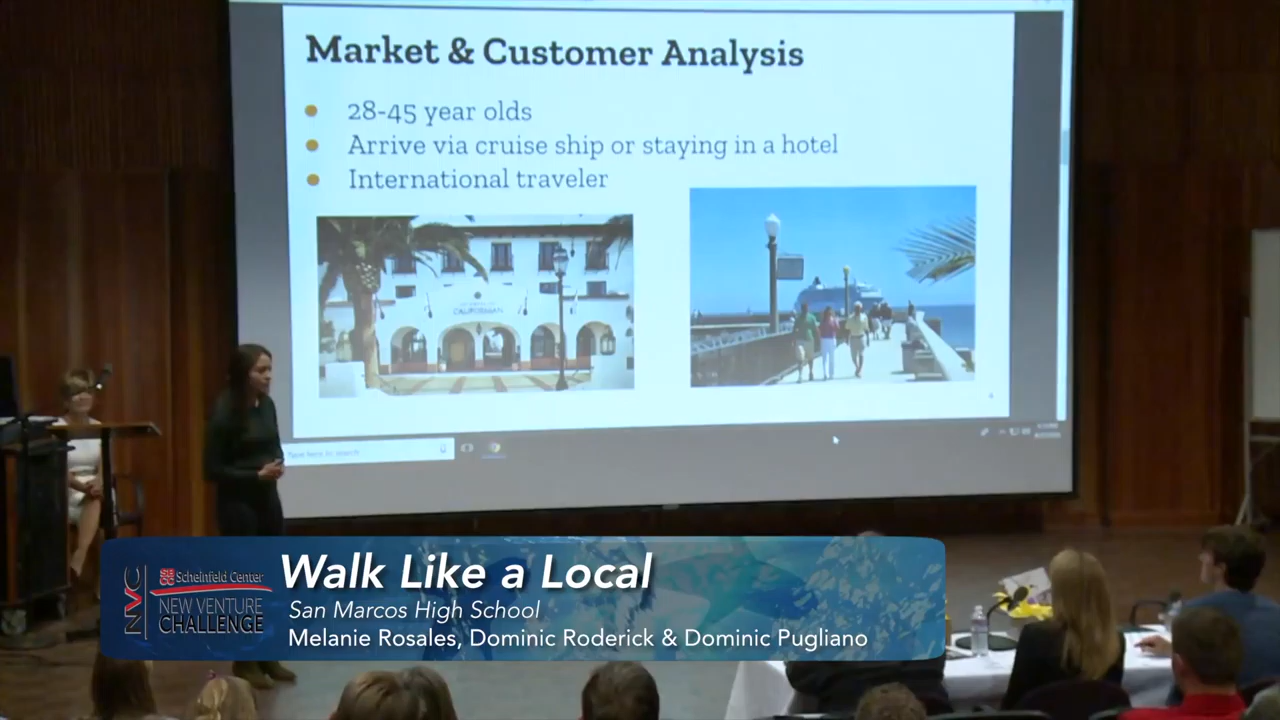 Market & Customer Analysis
28-45 year olds
Arrive via cruise ship or staying in a hotel
International traveler
CALIFORNIAN
Type here to search
NVC
SBCC Scheinfeld Center
NEW VENTURE
CHALLENGE
Walk Like a Local
San Marcos High School
Melanie Rosales, Dominic Roderick & Dominic Pugliano